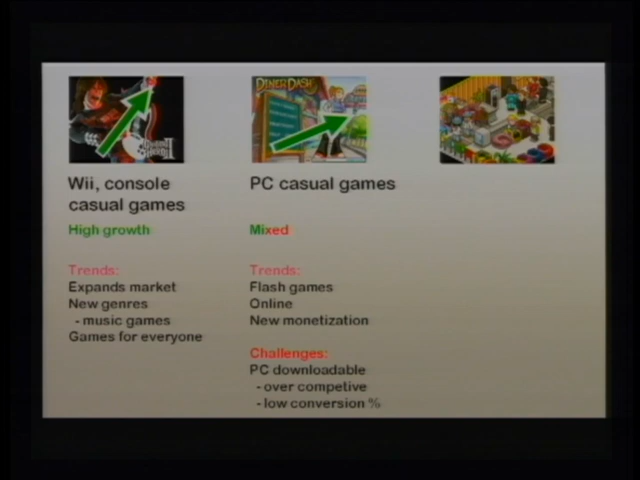 DINER DASH
Wii, console
casual games
High growth
Trends:
Expands market
New genres
- music games
Games for everyone
PC casual games
Mixed
Trends:
Flash games
Online
New monetization
Challenges:
PC downloadable
- over competive
- low conversion %